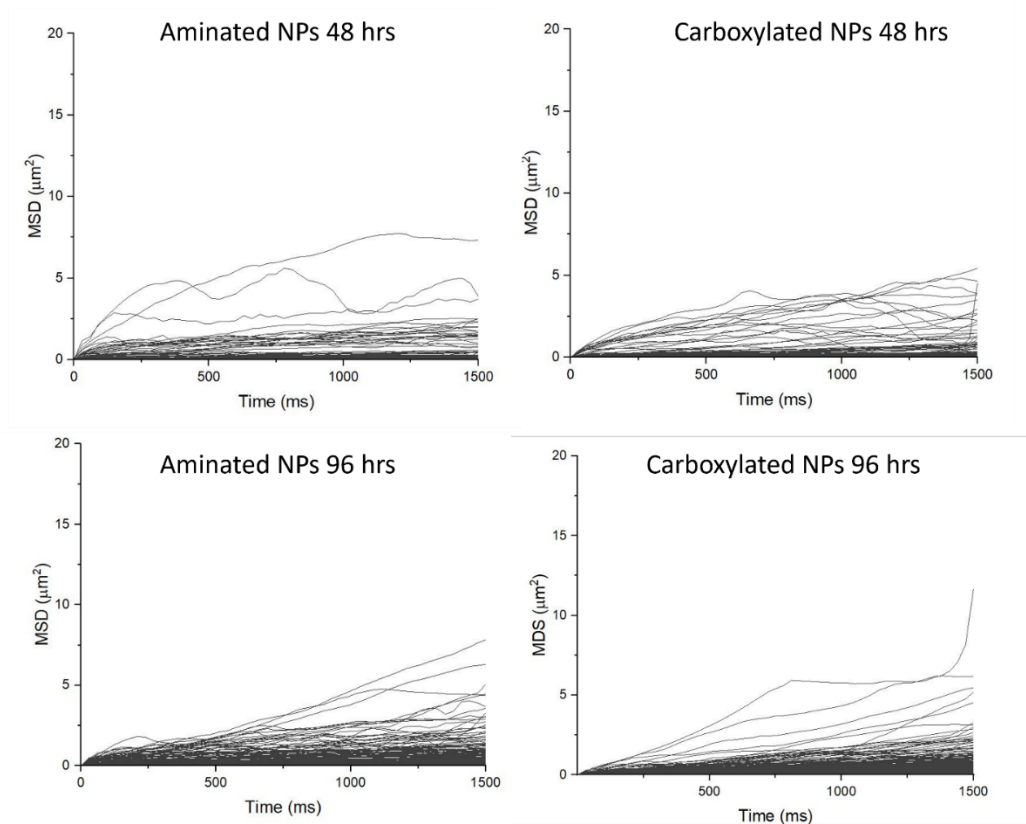 Aminated NPs 48 hrs
20
15
10
5
0
MSD (μm²)
0 500 1000 1500
Time (ms)
Carboxylated NPs 48 hrs
20
15
10
5
0
MSD (μm²)
0 500 1000 1500
Time (ms)
Aminated NPs 96 hrs
20
15
10
5
0
MSD (μm²)
0 500 1000 1500
Time (ms)
Carboxylated NPs 96 hrs
20
15
10
5
0
MDS (μm²)
500 1000 1500
Time (ms)